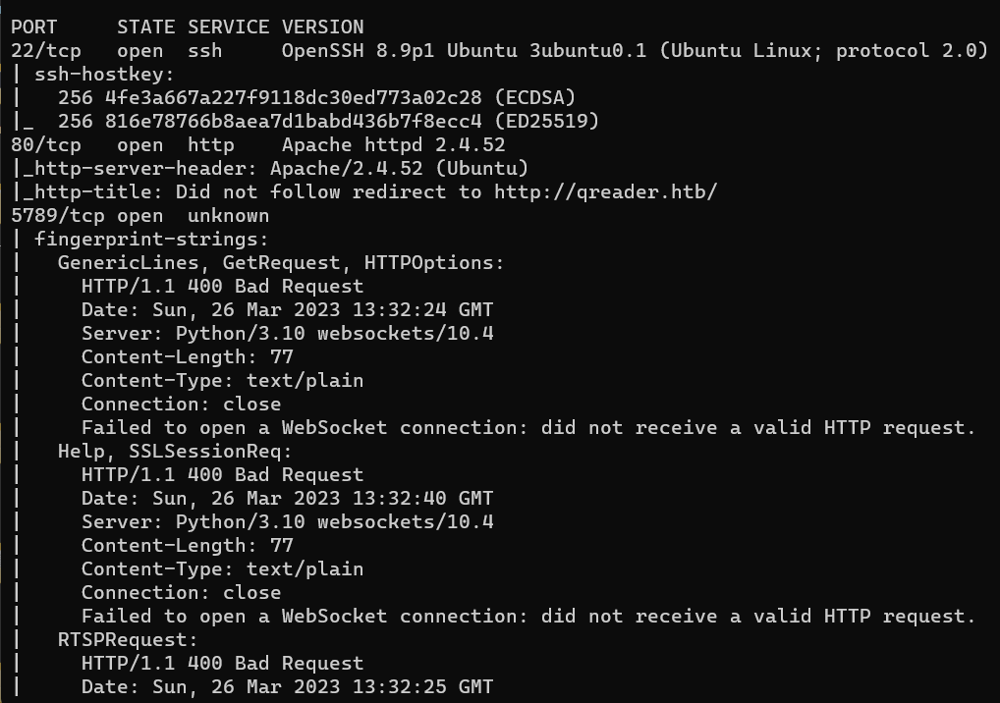 PORT     STATE SERVICE VERSION
22/tcp   open  ssh     OpenSSH 8.9p1 Ubuntu 3ubuntu0.1 (Ubuntu Linux; protocol 2.0)
| ssh-hostkey:
|   256 4fe3a667a227f9118dc30ed773a02c28 (ECDSA)
|_  256 816e78766b8aea7d1babd436b7f8ecc4 (ED25519)
80/tcp   open  http    Apache httpd 2.4.52
|_http-server-header: Apache/2.4.52 (Ubuntu)
|_http-title: Did not follow redirect to http://qreader.htb/
5789/tcp open  unknown
| fingerprint-strings:
|   GenericLines, GetRequest, HTTPOptions:
|     HTTP/1.1 400 Bad Request
|     Date: Sun, 26 Mar 2023 13:32:24 GMT
|     Server: Python/3.10 websockets/10.4
|     Content-Length: 77
|     Content-Type: text/plain
|     Connection: close
|     Failed to open a WebSocket connection: did not receive a valid HTTP request.
|   Help, SSLSessionReq:
|     HTTP/1.1 400 Bad Request
|     Date: Sun, 26 Mar 2023 13:32:40 GMT
|     Server: Python/3.10 websockets/10.4
|     Content-Length: 77
|     Content-Type: text/plain
|     Connection: close
|     Failed to open a WebSocket connection: did not receive a valid HTTP request.
|   RTSPRequest:
|     HTTP/1.1 400 Bad Request
|     Date: Sun, 26 Mar 2023 13:32:25 GMT